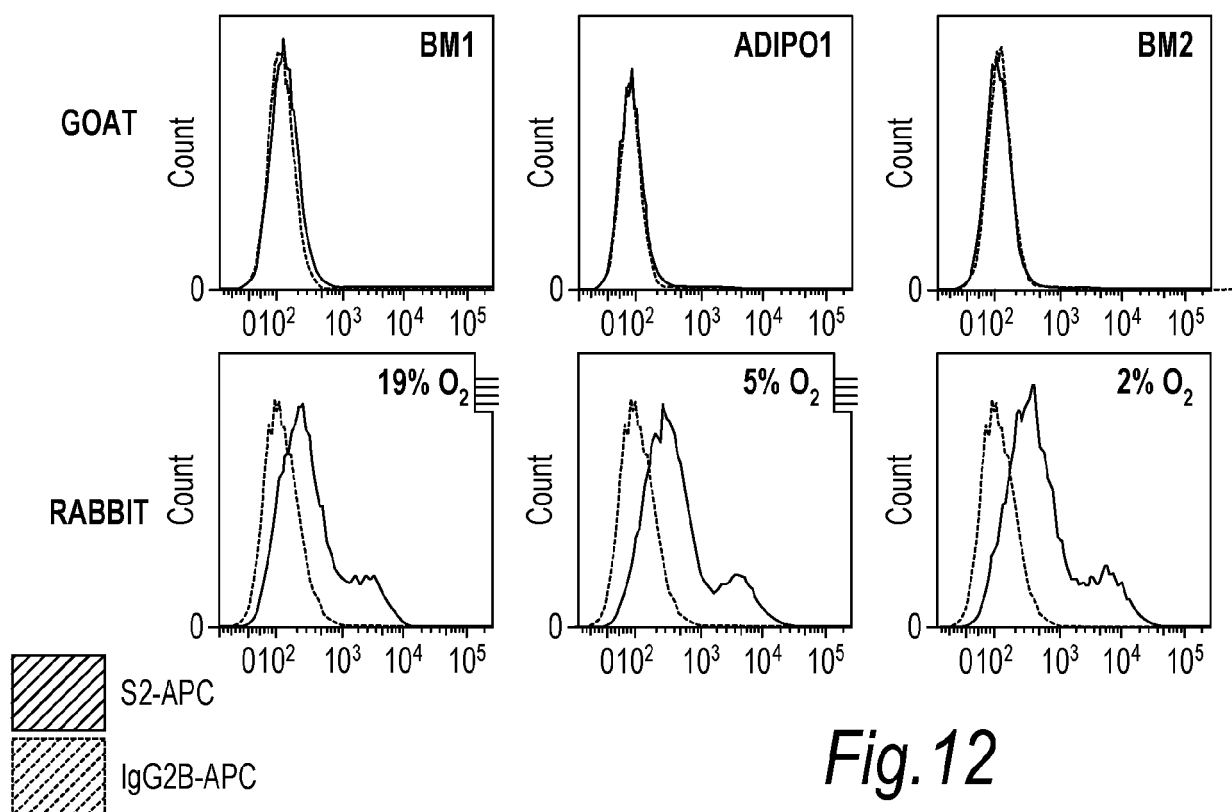 GOAT
BM1
Count
0
010² 10³ 10⁴ 10⁵
ADIPO1
Count
0
010² 10³ 10⁴ 10⁵
BM2
Count
0
010² 10³ 10⁴ 10⁵
RABBIT
19% O₂
Count
0
010² 10³ 10⁴ 10⁵
5% O₂
Count
0
010² 10³ 10⁴ 10⁵
2% O₂
Count
0
010² 10³ 10⁴ 10⁵
S2-APC
IgG2B-APC
Fig.12